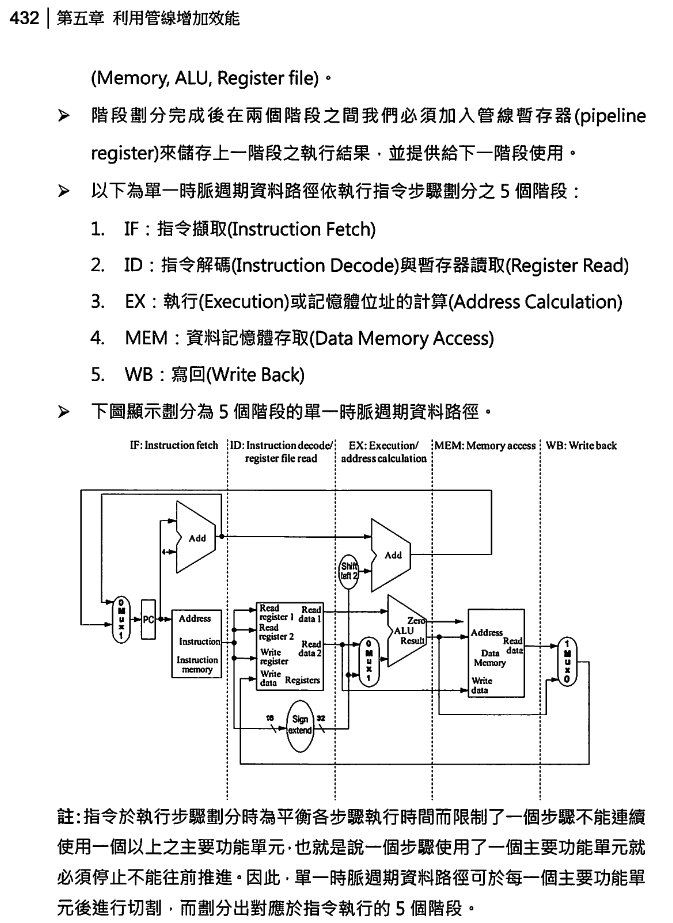 432 | 第五章 利用管線增加效能
(Memory, ALU, Register file)。
➢ 階段劃分完成後在兩個階段之間我們必須加入管線暫存器(pipeline
register)來儲存上一階段之執行結果，並提供給下一階段使用。
➢ 以下為單一時脈週期資料路徑依執行指令步驟劃分之 5 個階段：
1. IF：指令擷取(Instruction Fetch)
2. ID：指令解碼(Instruction Decode)與暫存器讀取(Register Read)
3. EX：執行(Execution)或記憶體位址的計算(Address Calculation)
4. MEM：資料記憶體存取(Data Memory Access)
5. WB：寫回(Write Back)
➢ 下圖顯示劃分為 5 個階段的單一時脈週期資料路徑。
IF: Instruction fetch
ID: Instruction decode/
register file read
EX: Execution/
address calculation
MEM: Memory access
WB: Write back
Add
4
Add
Shift
left 2
0
M
u
x
1
PC
Address
Instruction
Instruction
memory
Read
register 1
Read
data 1
Read
register 2
Read
data 2
Write
register
Write
data
Registers
0
M
u
x
1
Zero
ALU
Result
Address
Read
data
Data
Memory
Write
data
1
M
u
x
0
16
Sign
extend
32
註：指令於執行步驟劃分時為平衡各步驟執行時間而限制了一個步驟不能連續
使用一個以上之主要功能單元，也就是說一個步驟使用了一個主要功能單元就
必須停止不能往前推進。因此，單一時脈週期資料路徑可於每一個主要功能單
元後進行切割，而劃分出對應於指令執行的 5 個階段。